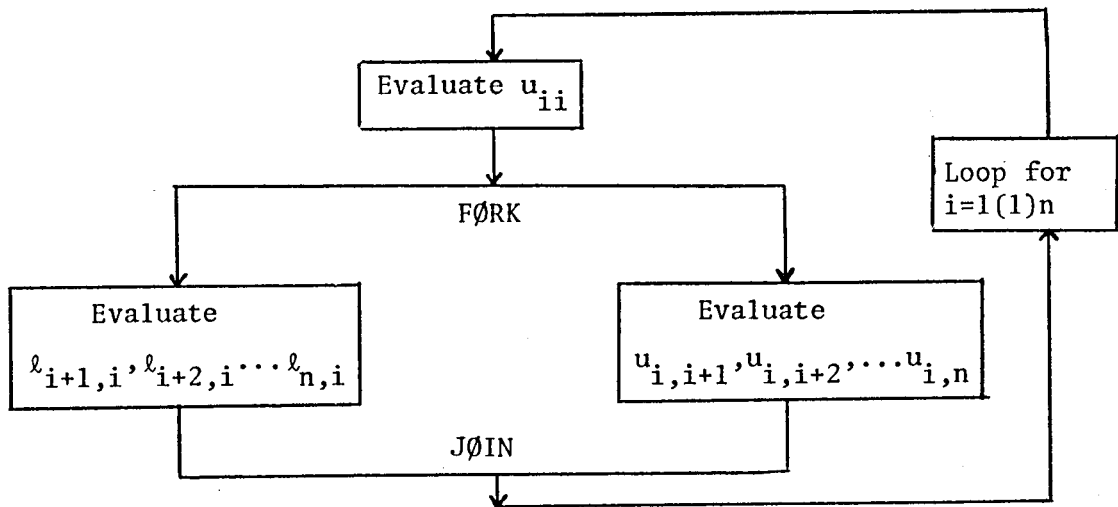 Evaluate u_ii
Loop for
i=1(1)n
FØRK
Evaluate
ℓ_i+1,i,ℓ_i+2,i...ℓ_n,i
Evaluate
u_i,i+1,u_i,i+2,...u_i,n
JØIN